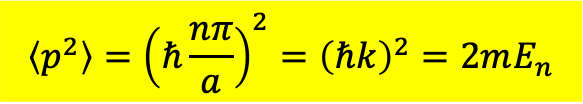 ⟨p²⟩ = (ħ nπ/a)² = (ħk)² = 2mEₙ